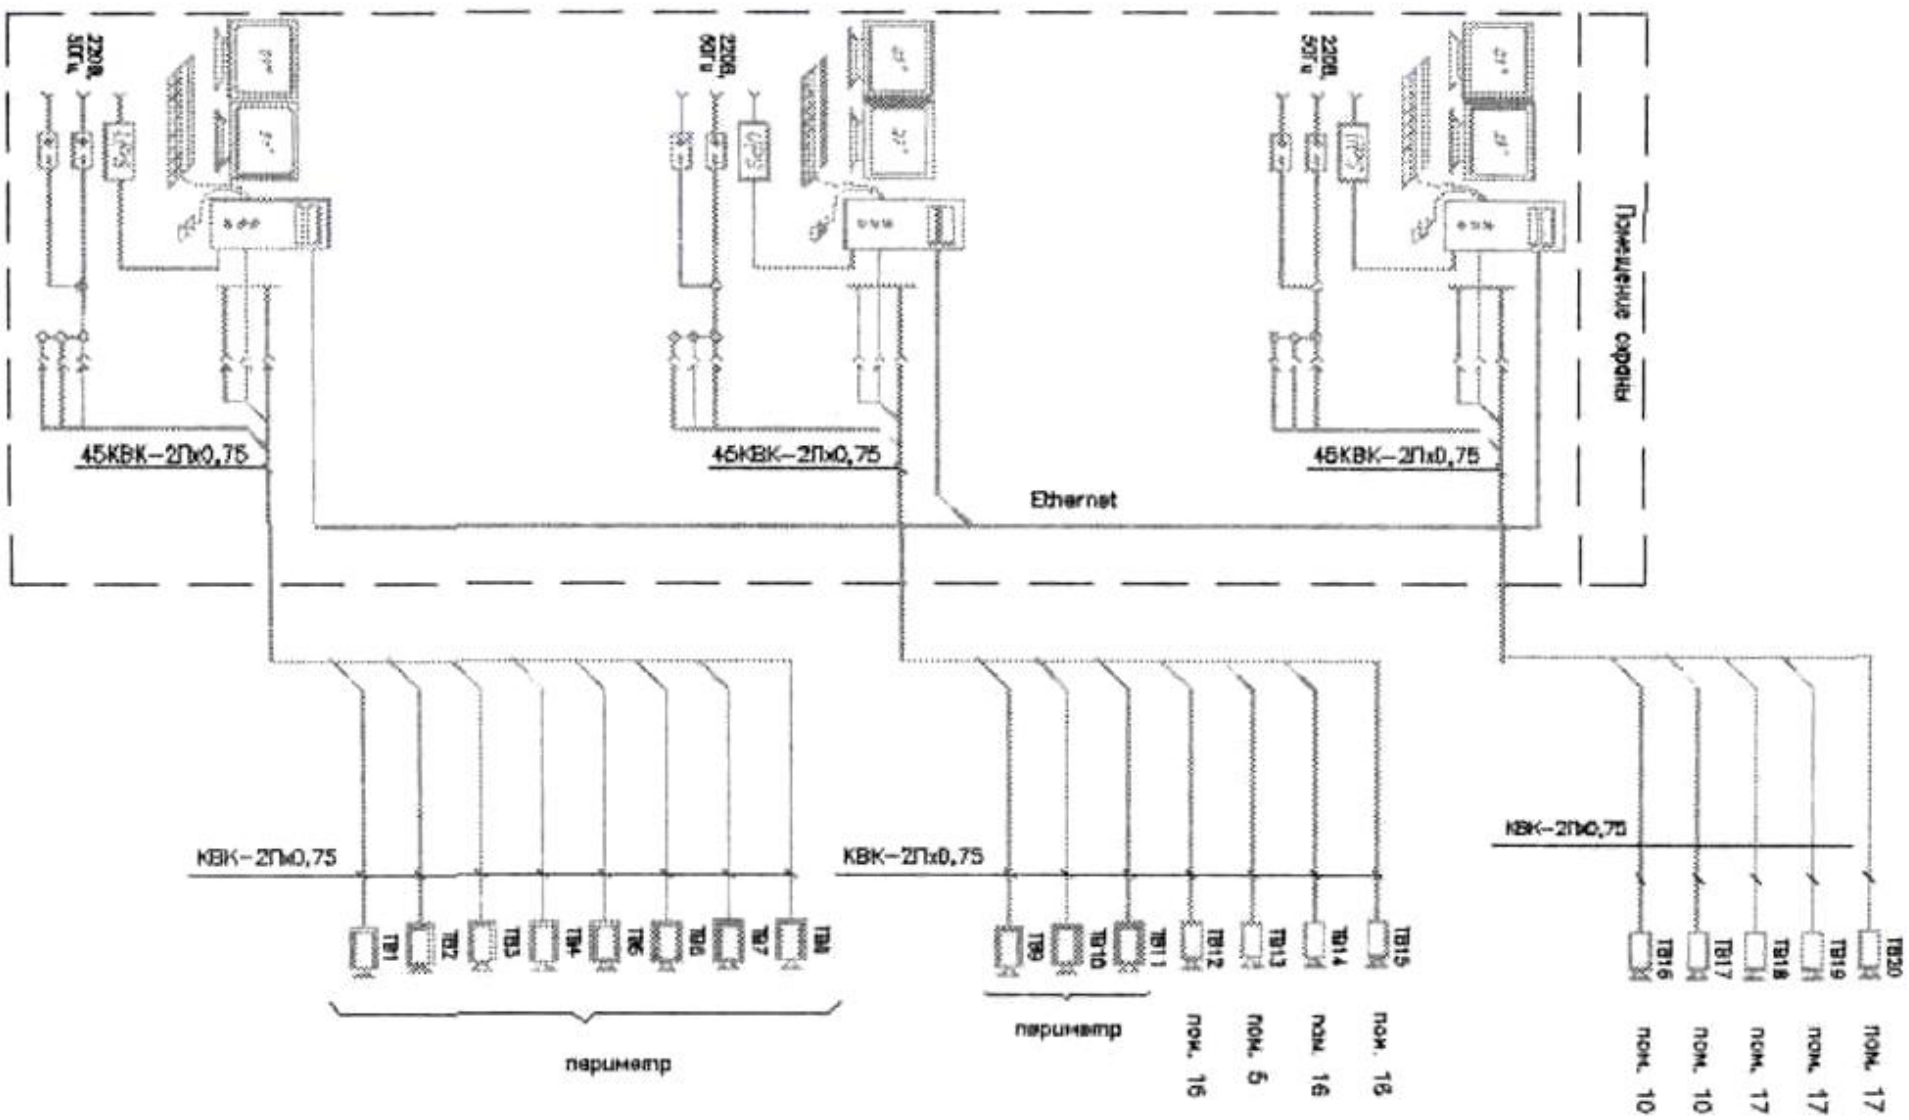 220В,
50Гц
220В,
50Гц
220В,
50Гц
UPS
Помещение охраны
45КВК-2Пх0,75
45КВК-2Пх0,75
45КВК-2Пх0,75
Ethernet
КВК-2Пх0,75
КВК-2Пх0,75
КВК-2Пх0,75
ТВ1
ТВ2
ТВ3
ТВ4
ТВ5
ТВ6
ТВ7
ТВ8
ТВ9
ТВ10
ТВ11
ТВ12
ТВ13
ТВ14
ТВ15
ТВ16
ТВ17
ТВ18
ТВ19
ТВ20
периметр
периметр
пом. 16
пом. 5
пом. 16
пом. 16
пом. 10
пом. 10
пом. 17
пом. 17
пом. 17